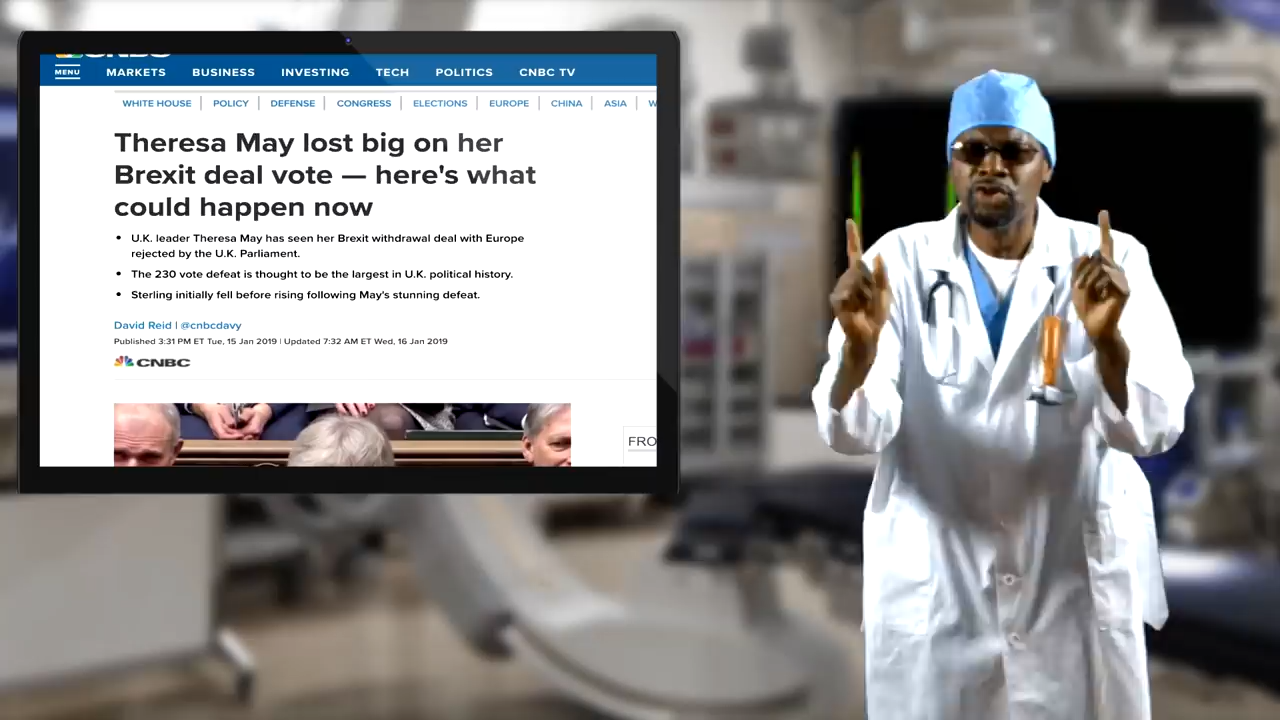 CNBC
MENU MARKETS BUSINESS INVESTING TECH POLITICS CNBC TV
WHITE HOUSE | POLICY | DEFENSE | CONGRESS | ELECTIONS | EUROPE | CHINA | ASIA | W
Theresa May lost big on her
Brexit deal vote — here's what
could happen now
• U.K. leader Theresa May has seen her Brexit withdrawal deal with Europe
rejected by the U.K. Parliament.
• The 230 vote defeat is thought to be the largest in U.K. political history.
• Sterling initially fell before rising following May's stunning defeat.
David Reid | @cnbcdavy
Published 3:31 PM ET Tue, 15 Jan 2019 | Updated 7:32 AM ET Wed, 16 Jan 2019
CNBC
FRO